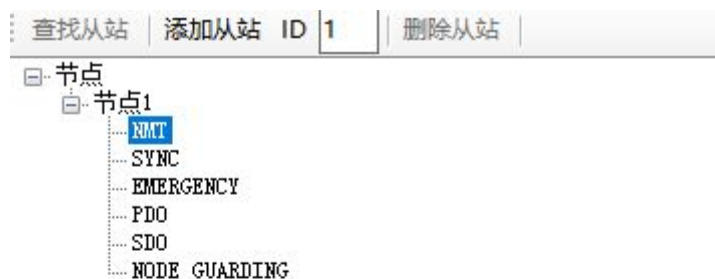 查找从站 添加从站 ID 1 删除从站
节点
节点1
NMT
SYNC
EMERGENCY
PDO
SDO
NODE GUARDING